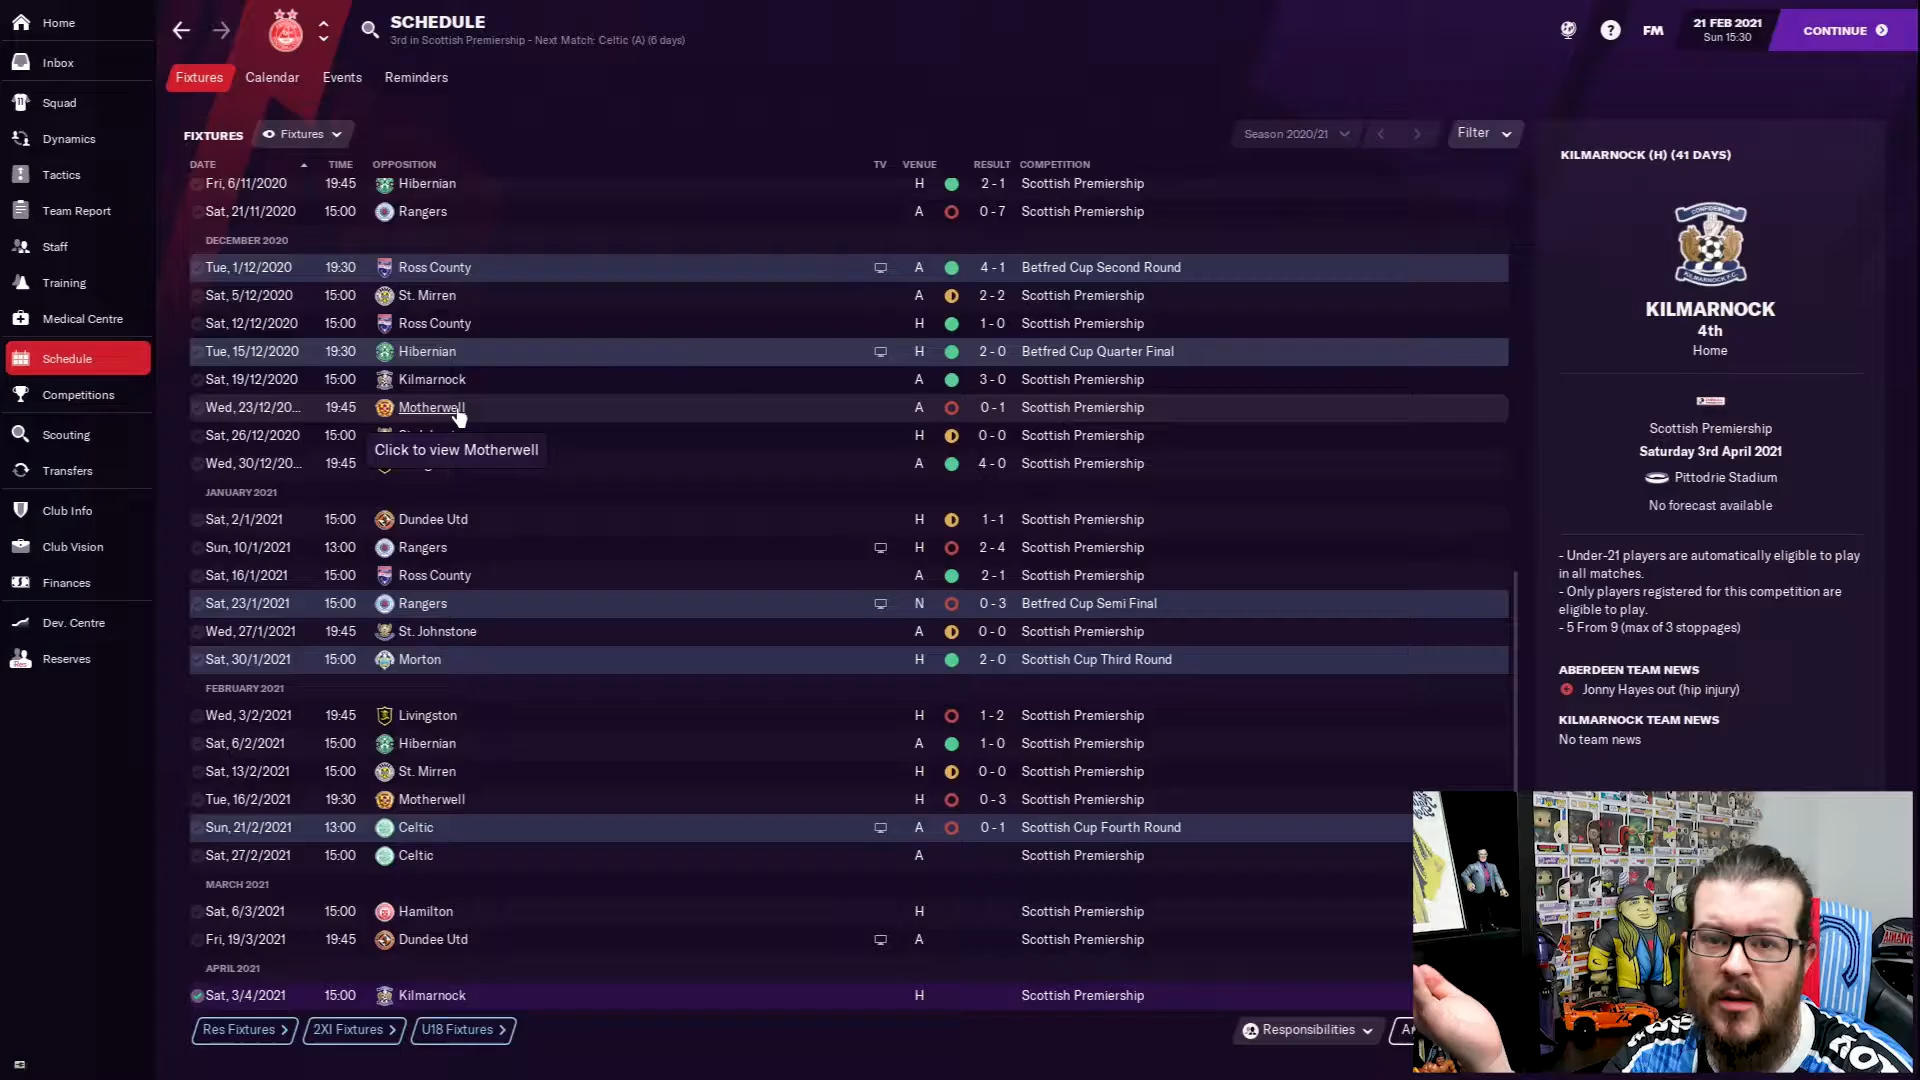 Home
Inbox
Squad
Dynamics
Tactics
Team Report
Staff
Training
Medical Centre
Schedule
Competitions
Scouting
Transfers
Club Info
Club Vision
Finances
Dev. Centre
Reserves
SCHEDULE
3rd in Scottish Premiership - Next Match: Celtic (A) (6 days)
FM
21 FEB 2021
Sun 15:30
CONTINUE
Fixtures Calendar Events Reminders
FIXTURES Fixtures Season 2020/21 Filter
DATE TIME OPPOSITION TV VENUE RESULT COMPETITION
Fri, 6/11/2020 19:45 Hibernian H 2 - 1 Scottish Premiership
Sat, 21/11/2020 15:00 Rangers A 0 - 7 Scottish Premiership
DECEMBER 2020
Tue, 1/12/2020 19:30 Ross County A 4 - 1 Betfred Cup Second Round
Sat, 5/12/2020 15:00 St. Mirren A 2 - 2 Scottish Premiership
Sat, 12/12/2020 15:00 Ross County H 1 - 0 Scottish Premiership
Tue, 15/12/2020 19:30 Hibernian H 2 - 0 Betfred Cup Quarter Final
Sat, 19/12/2020 15:00 Kilmarnock A 3 - 0 Scottish Premiership
Wed, 23/12/20... 19:45 Motherwell A 0 - 1 Scottish Premiership
Sat, 26/12/2020 15:00 H 0 - 0 Scottish Premiership
Click to view Motherwell
Wed, 30/12/20... 19:45 A 4 - 0 Scottish Premiership
JANUARY 2021
Sat, 2/1/2021 15:00 Dundee Utd H 1 - 1 Scottish Premiership
Sun, 10/1/2021 13:00 Rangers H 2 - 4 Scottish Premiership
Sat, 16/1/2021 15:00 Ross County A 2 - 1 Scottish Premiership
Sat, 23/1/2021 15:00 Rangers N 0 - 3 Betfred Cup Semi Final
Wed, 27/1/2021 19:45 St. Johnstone A 0 - 0 Scottish Premiership
Sat, 30/1/2021 15:00 Morton H 2 - 0 Scottish Cup Third Round
FEBRUARY 2021
Wed, 3/2/2021 19:45 Livingston H 1 - 2 Scottish Premiership
Sat, 6/2/2021 15:00 Hibernian A 1 - 0 Scottish Premiership
Sat, 13/2/2021 15:00 St. Mirren H 0 - 0 Scottish Premiership
Tue, 16/2/2021 19:30 Motherwell H 0 - 3 Scottish Premiership
Sun, 21/2/2021 13:00 Celtic A 0 - 1 Scottish Cup Fourth Round
Sat, 27/2/2021 15:00 Celtic A Scottish Premiership
MARCH 2021
Sat, 6/3/2021 15:00 Hamilton H Scottish Premiership
Fri, 19/3/2021 19:45 Dundee Utd A Scottish Premiership
APRIL 2021
Sat, 3/4/2021 15:00 Kilmarnock H Scottish Premiership
Res Fixtures 2XI Fixtures U18 Fixtures Responsibilities
KILMARNOCK (H) (41 DAYS)
KILMARNOCK
4th
Home
Scottish Premiership
Saturday 3rd April 2021
Pittodrie Stadium
No forecast available
- Under-21 players are automatically eligible to play
in all matches.
- Only players registered for this competition are
eligible to play.
- 5 From 9 (max of 3 stoppages)
ABERDEEN TEAM NEWS
Jonny Hayes out (hip injury)
KILMARNOCK TEAM NEWS
No team news